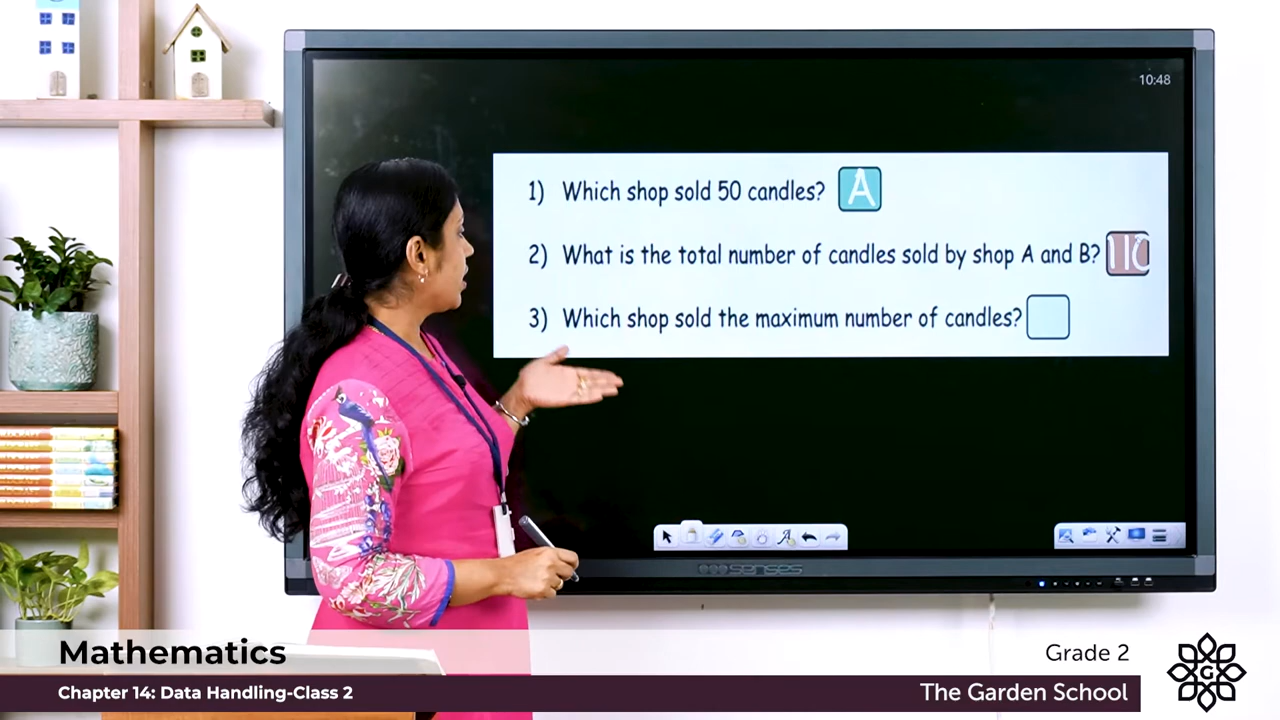 10:48
1) Which shop sold 50 candles? A
2) What is the total number of candles sold by shop A and B? 110
3) Which shop sold the maximum number of candles?
Mathematics
Grade 2
Chapter 14: Data Handling-Class 2
The Garden School
G